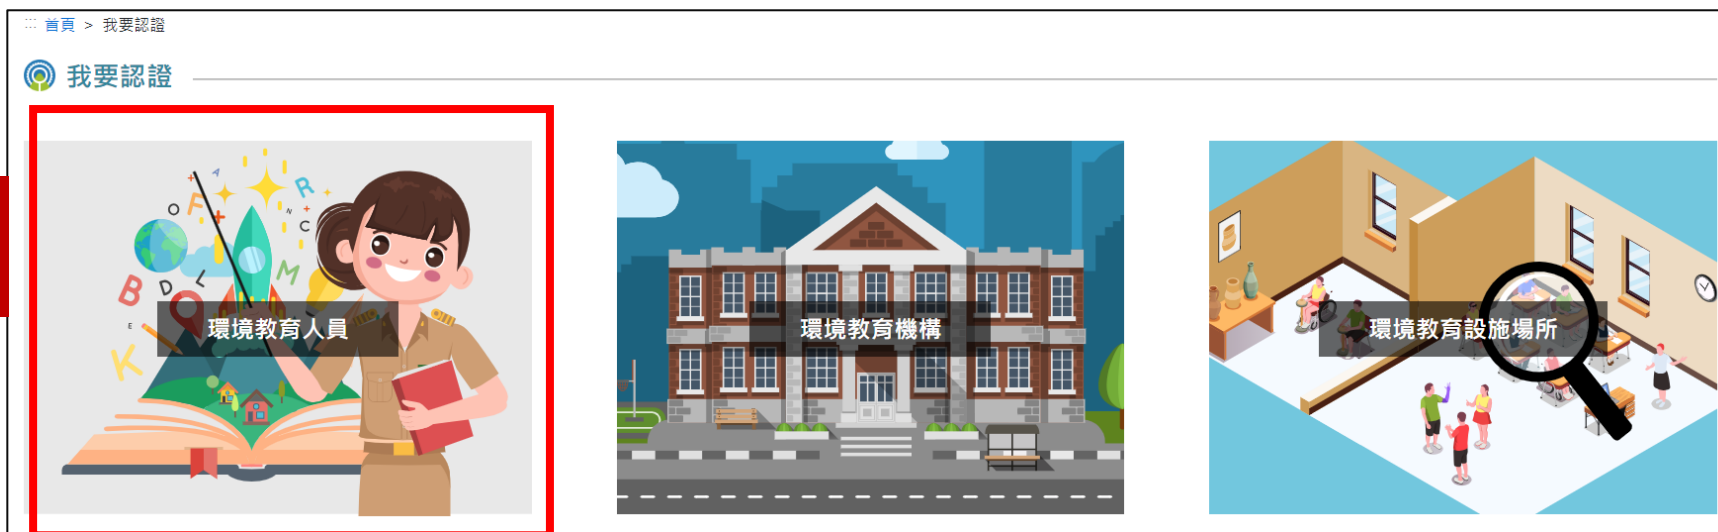 ::: 首頁 > 我要認證
我要認證
環境教育人員
環境教育機構
環境教育設施場所
A
R
F
O
N
C
M
B
D
L
E
K